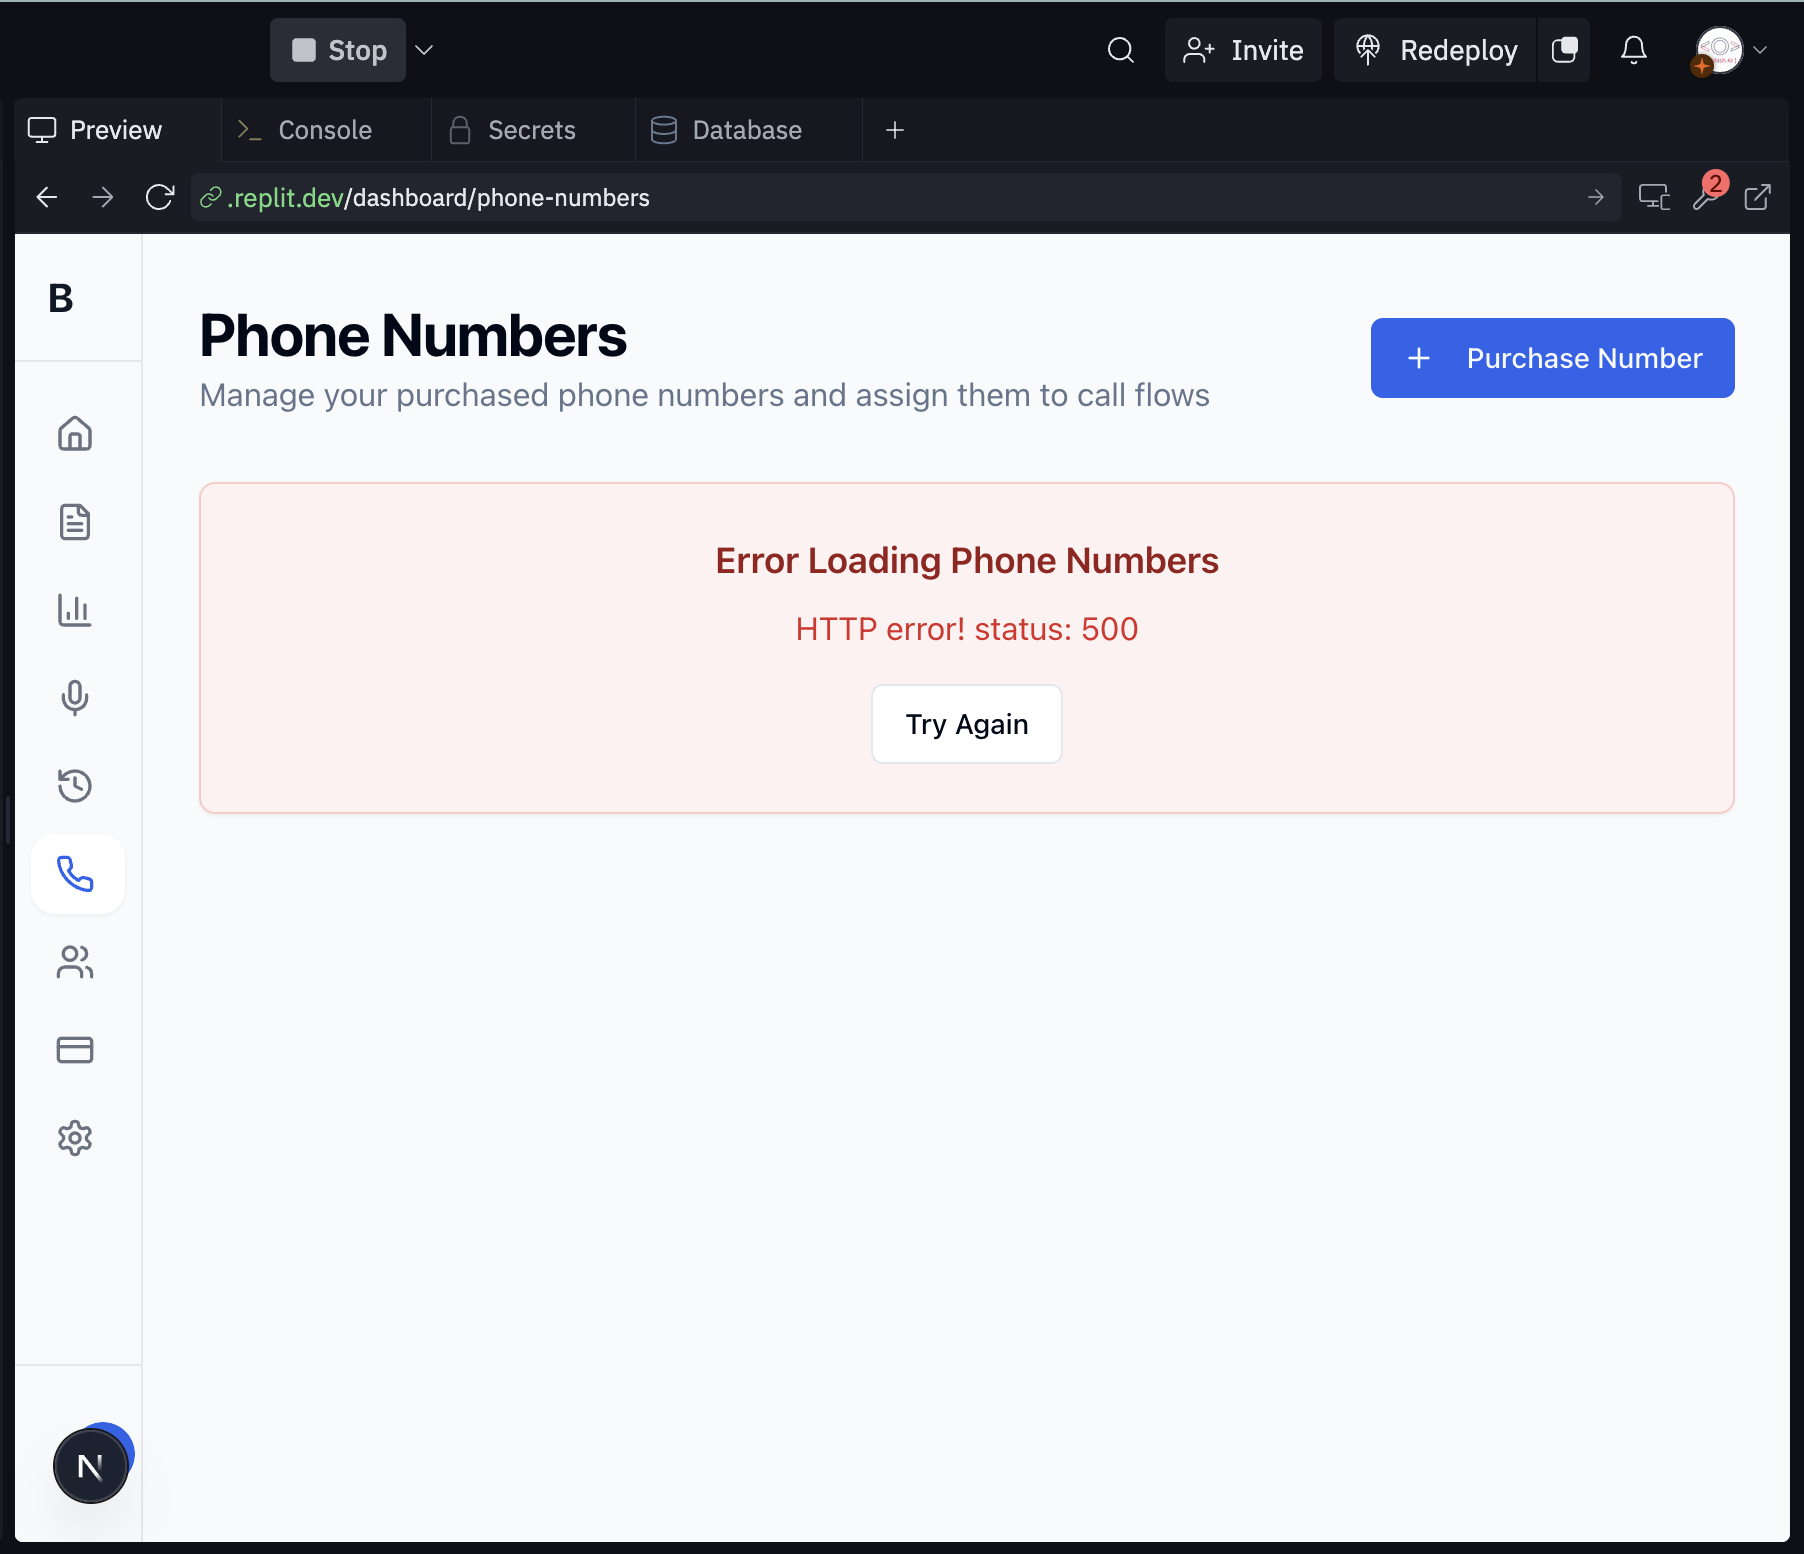 Stop
Invite
Redeploy
Preview
Console
Secrets
Database
.replit.dev/dashboard/phone-numbers
2
B
Phone Numbers
Manage your purchased phone numbers and assign them to call flows
Purchase Number
Error Loading Phone Numbers
HTTP error! status: 500
Try Again
N